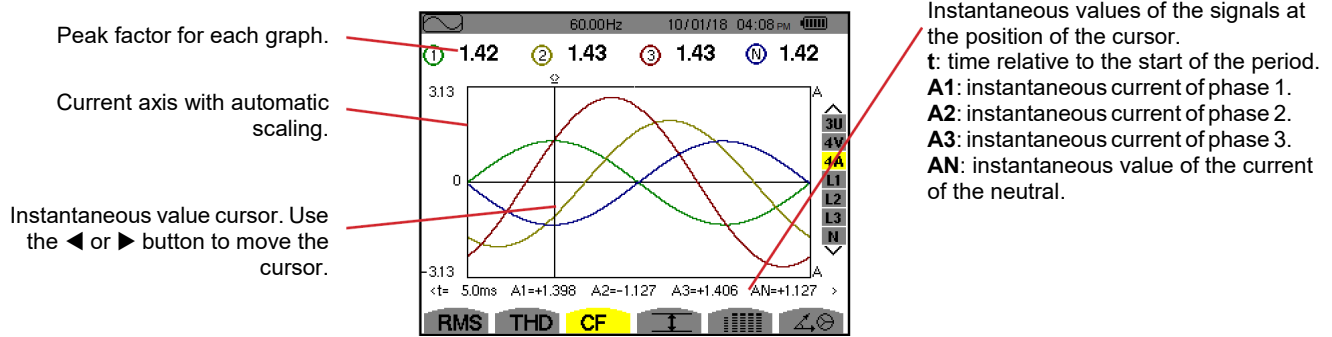 Peak factor for each graph.
Current axis with automatic
scaling.
Instantaneous value cursor. Use
the ◀ or ▶ button to move the
cursor.
60.00Hz 10/01/18 04:08 PM
1 1.42 2 1.43 3 1.43 N 1.42
3.13 A
0
-3.13 A
3U
4V
4A
L1
L2
L3
N
<t= 5.0ms A1=+1.398 A2=-1.127 A3=+1.406 AN=+1.127 >
RMS THD CF
Instantaneous values of the signals at
the position of the cursor.
t: time relative to the start of the period.
A1: instantaneous current of phase 1.
A2: instantaneous current of phase 2.
A3: instantaneous current of phase 3.
AN: instantaneous value of the current
of the neutral.